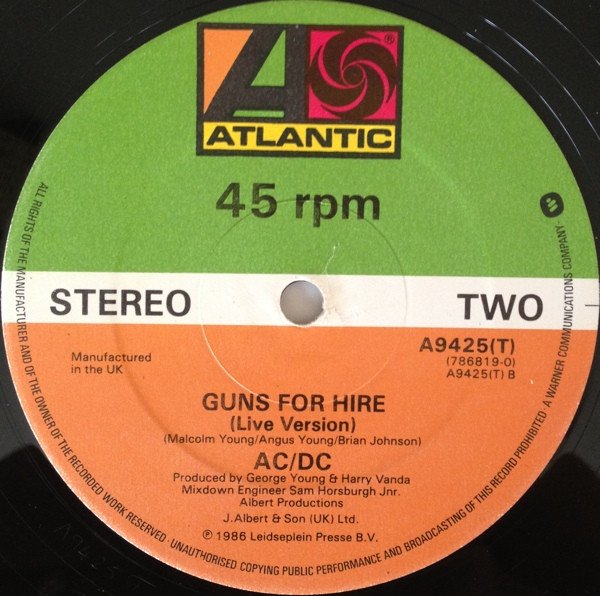 ATLANTIC
®
45 rpm
STEREO
TWO
A9425(T)
(786819-0)
A9425(T) B
Manufactured
in the UK
GUNS FOR HIRE
(Live Version)
(Malcolm Young/Angus Young/Brian Johnson)
AC/DC
Produced by George Young & Harry Vanda
Mixdown Engineer Sam Horsburgh Jnr.
Albert Productions
J.Albert & Son (UK) Ltd.
℗ 1986 Leidseplein Presse B.V.
ALL RIGHTS OF THE MANUFACTURER AND OF THE OWNER OF THE RECORDED WORK RESERVED · UNAUTHORISED COPYING PUBLIC PERFORMANCE AND BROADCASTING OF THIS RECORD PROHIBITED · A WARNER COMMUNICATIONS COMPANY ·